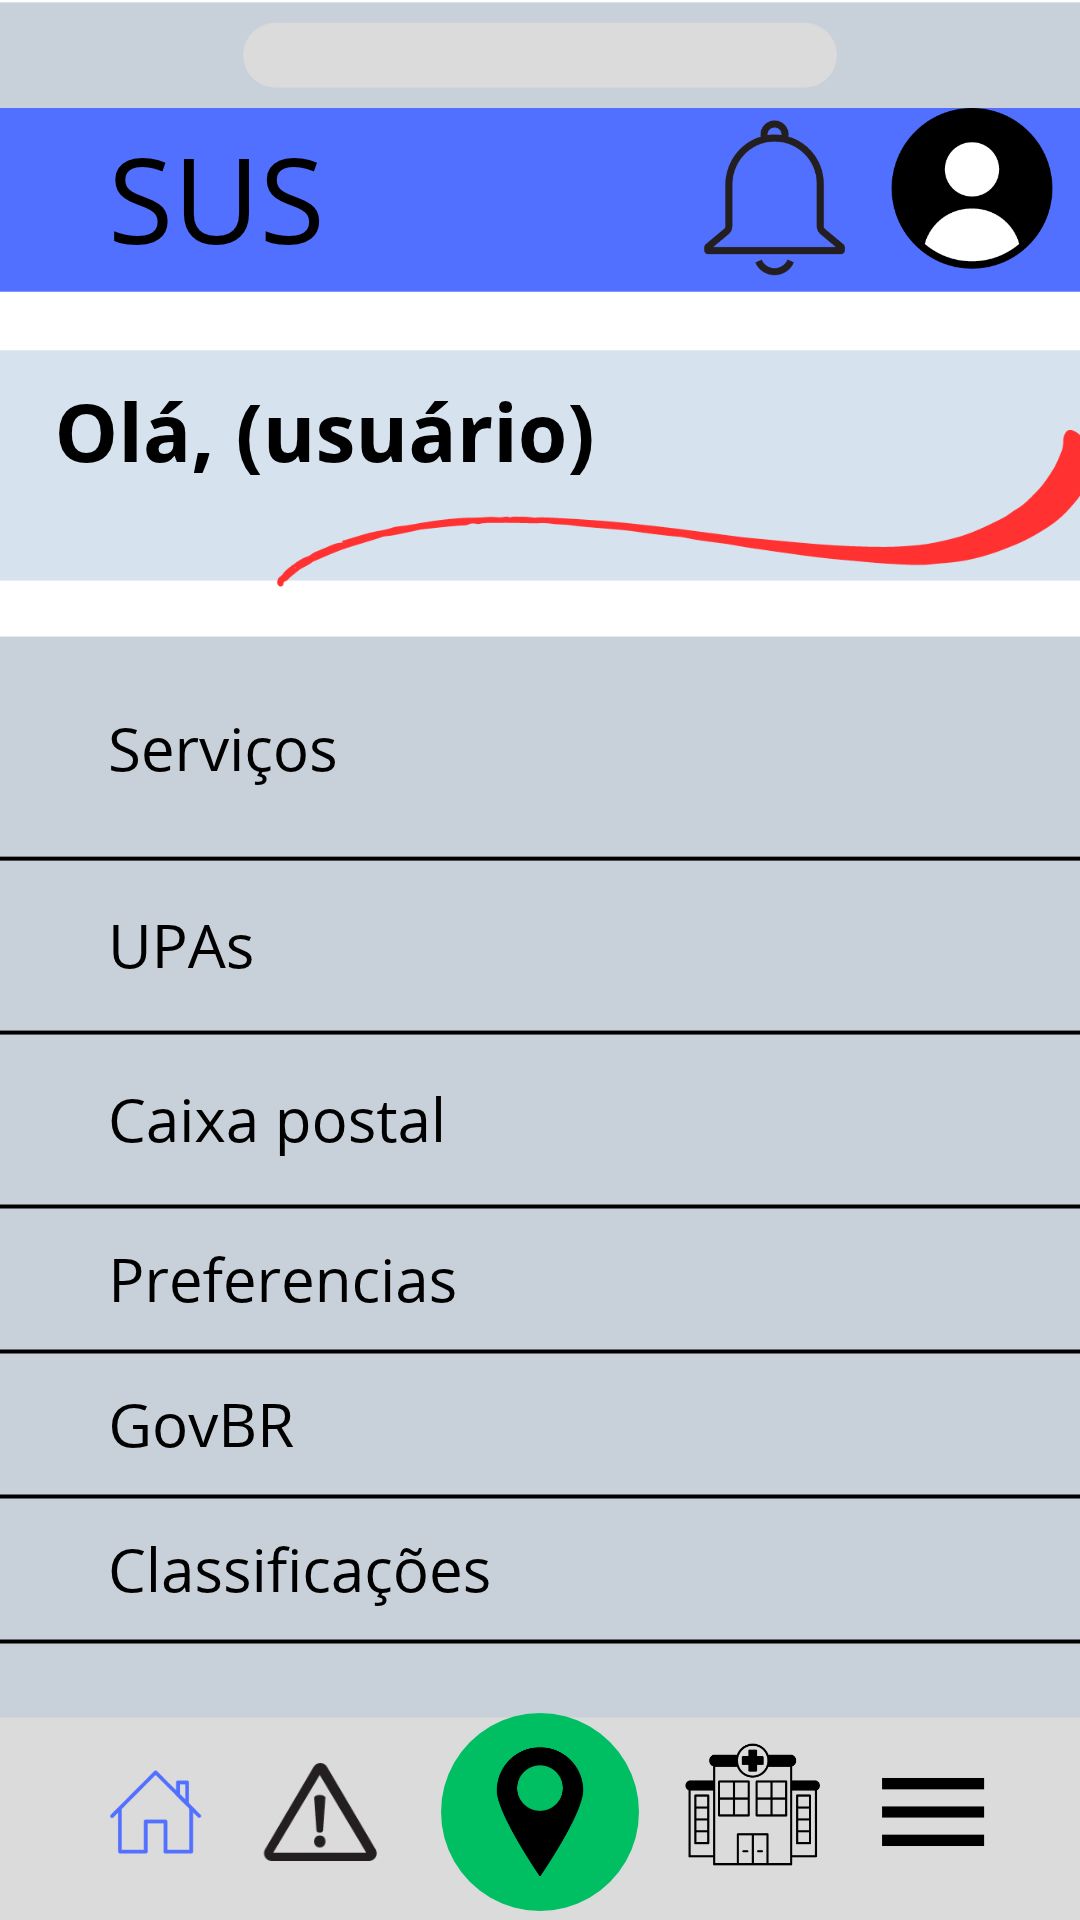 SUS
Olá, (usuário)
Serviços
UPAs
Caixa postal
Preferencias
GovBR
Classificações